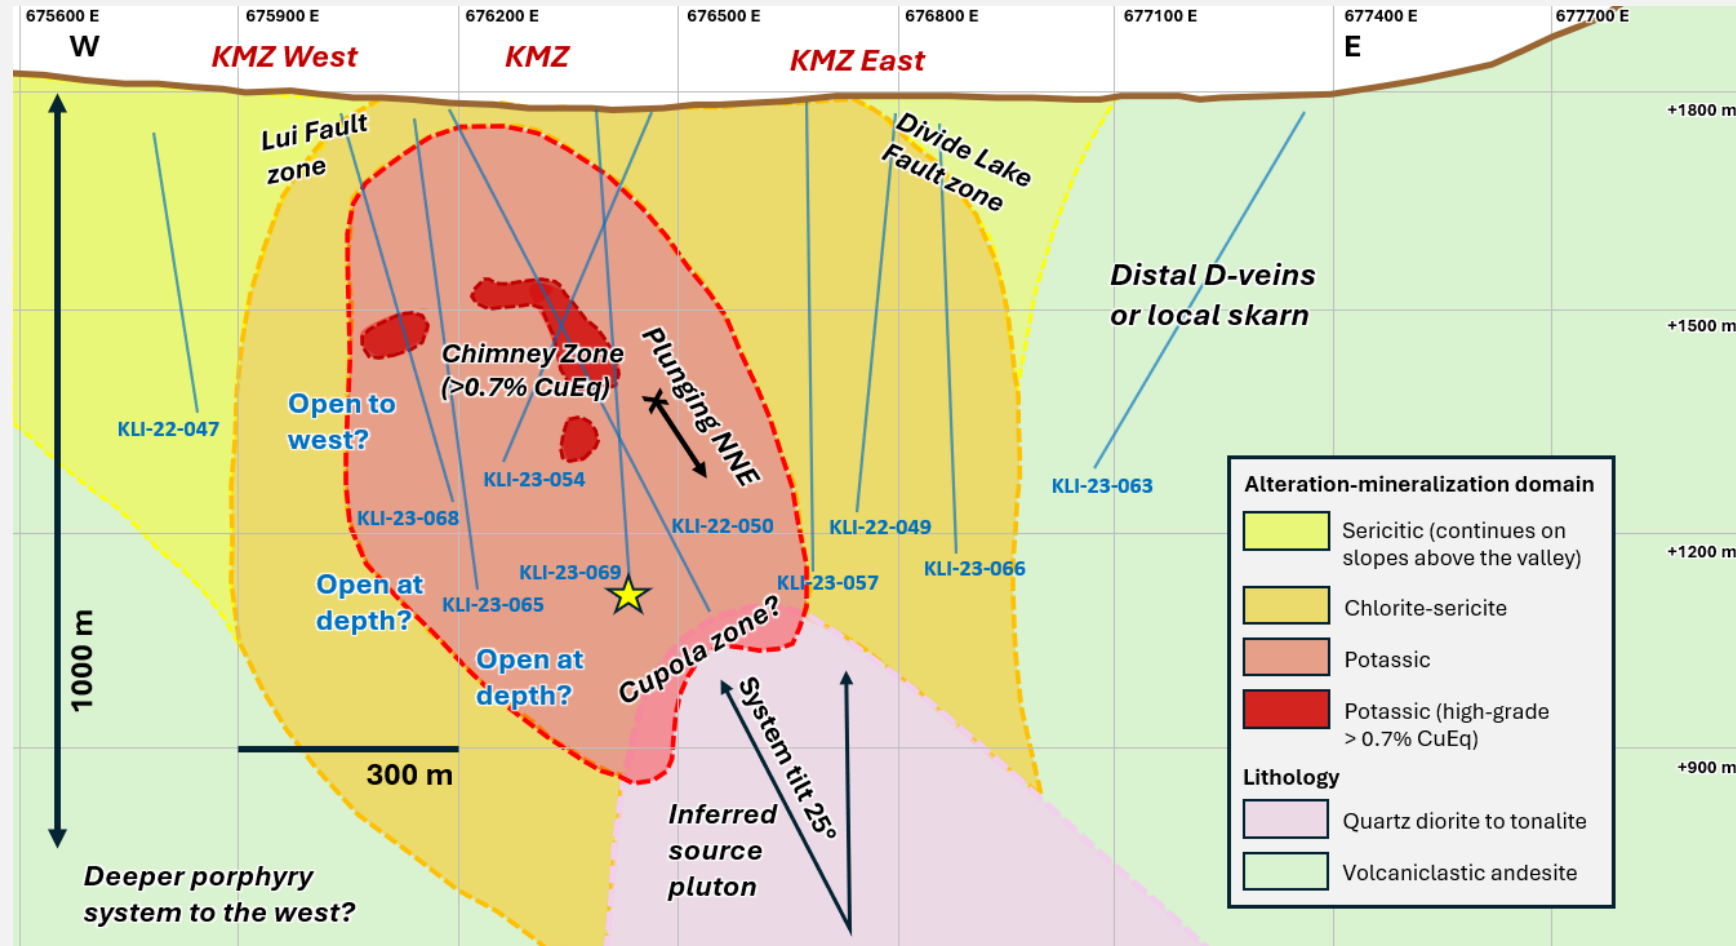 675600 E
675900 E
676200 E
676500 E
676800 E
677100 E
677400 E
677700 E
W
E
KMZ West
KMZ
KMZ East
+1800 m
Lui Fault
zone
Divide Lake
Fault zone
Distal D-veins
or local skarn
+1500 m
Chimney Zone
(>0.7% CuEq)
Plunging NNE
Open to
west?
KLI-22-047
KLI-23-054
KLI-23-063
KLI-23-068
KLI-22-050
KLI-22-049
+1200 m
KLI-23-069
KLI-23-057
KLI-23-066
Open at
depth?
KLI-23-065
Cupola zone?
Open at
depth?
1000 m
System tilt 25°
300 m
+900 m
Inferred
source
pluton
Deeper porphyry
system to the west?
Alteration-mineralization domain
Sericitic (continues on
slopes above the valley)
Chlorite-sericite
Potassic
Potassic (high-grade
> 0.7% CuEq)
Lithology
Quartz diorite to tonalite
Volcaniclastic andesite